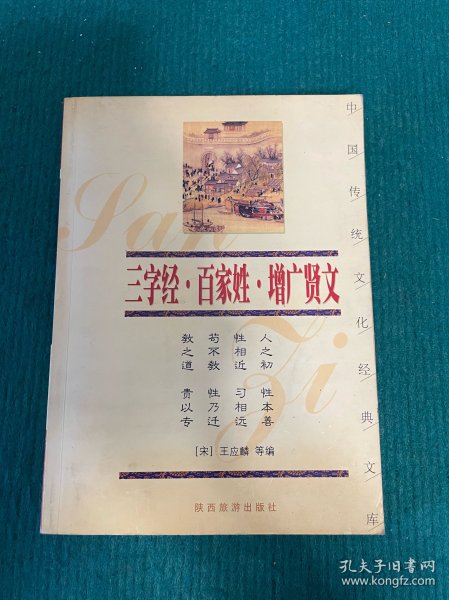 中国传统文化经典文库
San
Zi
三字经·百家姓·增广贤文
人之初 性本善
性相近 习相远
苟不教 性乃迁
教之道 贵以专
[宋] 王应麟 等编
陕西旅游出版社
孔夫子旧书网
www.kongfz.com